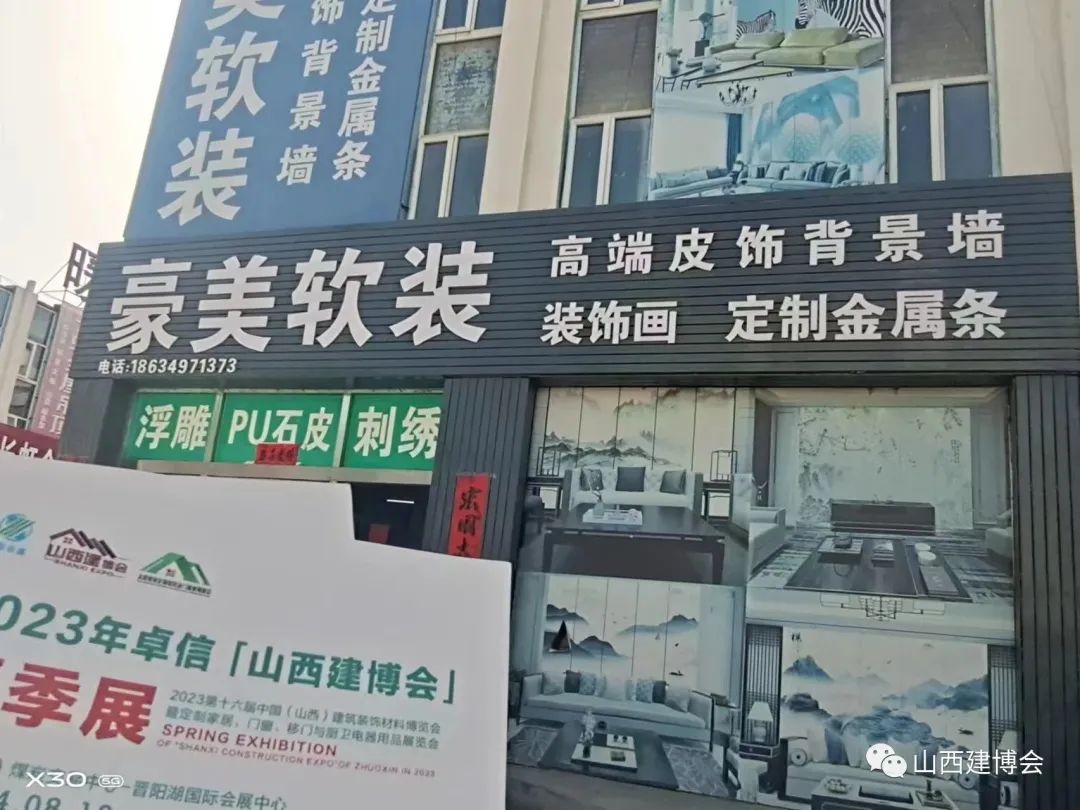 美软装
饰背景墙
定制金属条
豪美软装
高端皮饰背景墙
装饰画 定制金属条
电话:18634971373
浮雕
PU石皮
刺绣
山西建博会
SHANXI EXPO
2023年卓信「山西建博会」
季展
2023第十六届中国(山西)建筑装饰材料博览会
暨定制家居、门窗、移门与厨卫电器用品展览会
SPRING EXHIBITION
OF "SHANXI CONSTRUCTION EXPO" OF ZHUOXIN IN 2023
晋阳湖国际会展中心
X30 5G
山西建博会